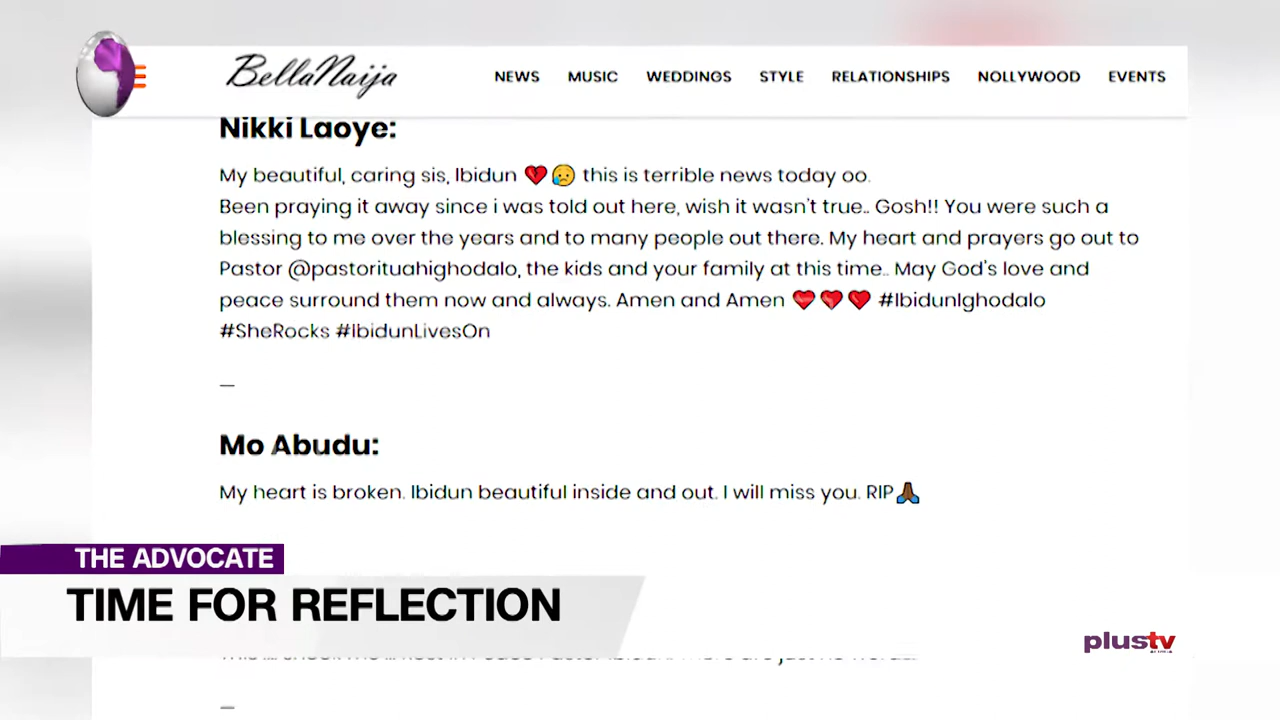 BellaNaija
NEWS MUSIC WEDDINGS STYLE RELATIONSHIPS NOLLYWOOD EVENTS
Nikki Laoye:
My beautiful, caring sis, Ibidun 💔😥 this is terrible news today oo.
Been praying it away since i was told out here, wish it wasn't true.. Gosh!! You were such a
blessing to me over the years and to many people out there. My heart and prayers go out to
Pastor @pastorituahighodalo, the kids and your family at this time.. May God's love and
peace surround them now and always. Amen and Amen ❤️❤️❤️ #IbidunIghodalo
#SheRocks #IbidunLivesOn
—
Mo Abudu:
My heart is broken. Ibidun beautiful inside and out. I will miss you. RIP🙏🏾
THE ADVOCATE
TIME FOR REFLECTION
plustv
—